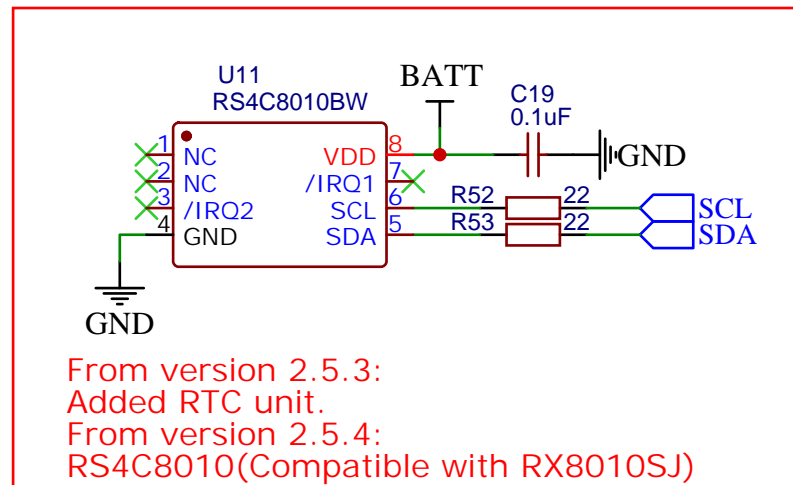 U11
RS4C8010BW
BATT
C19
0.1uF
1 NC
2 NC
3 /IRQ2
4 GND
VDD 8
/IRQ1 7
SCL 6
SDA 5
GND
R52 22 SCL
R53 22 SDA
GND
From version 2.5.3:
Added RTC unit.
From version 2.5.4:
RS4C8010(Compatible with RX8010SJ)